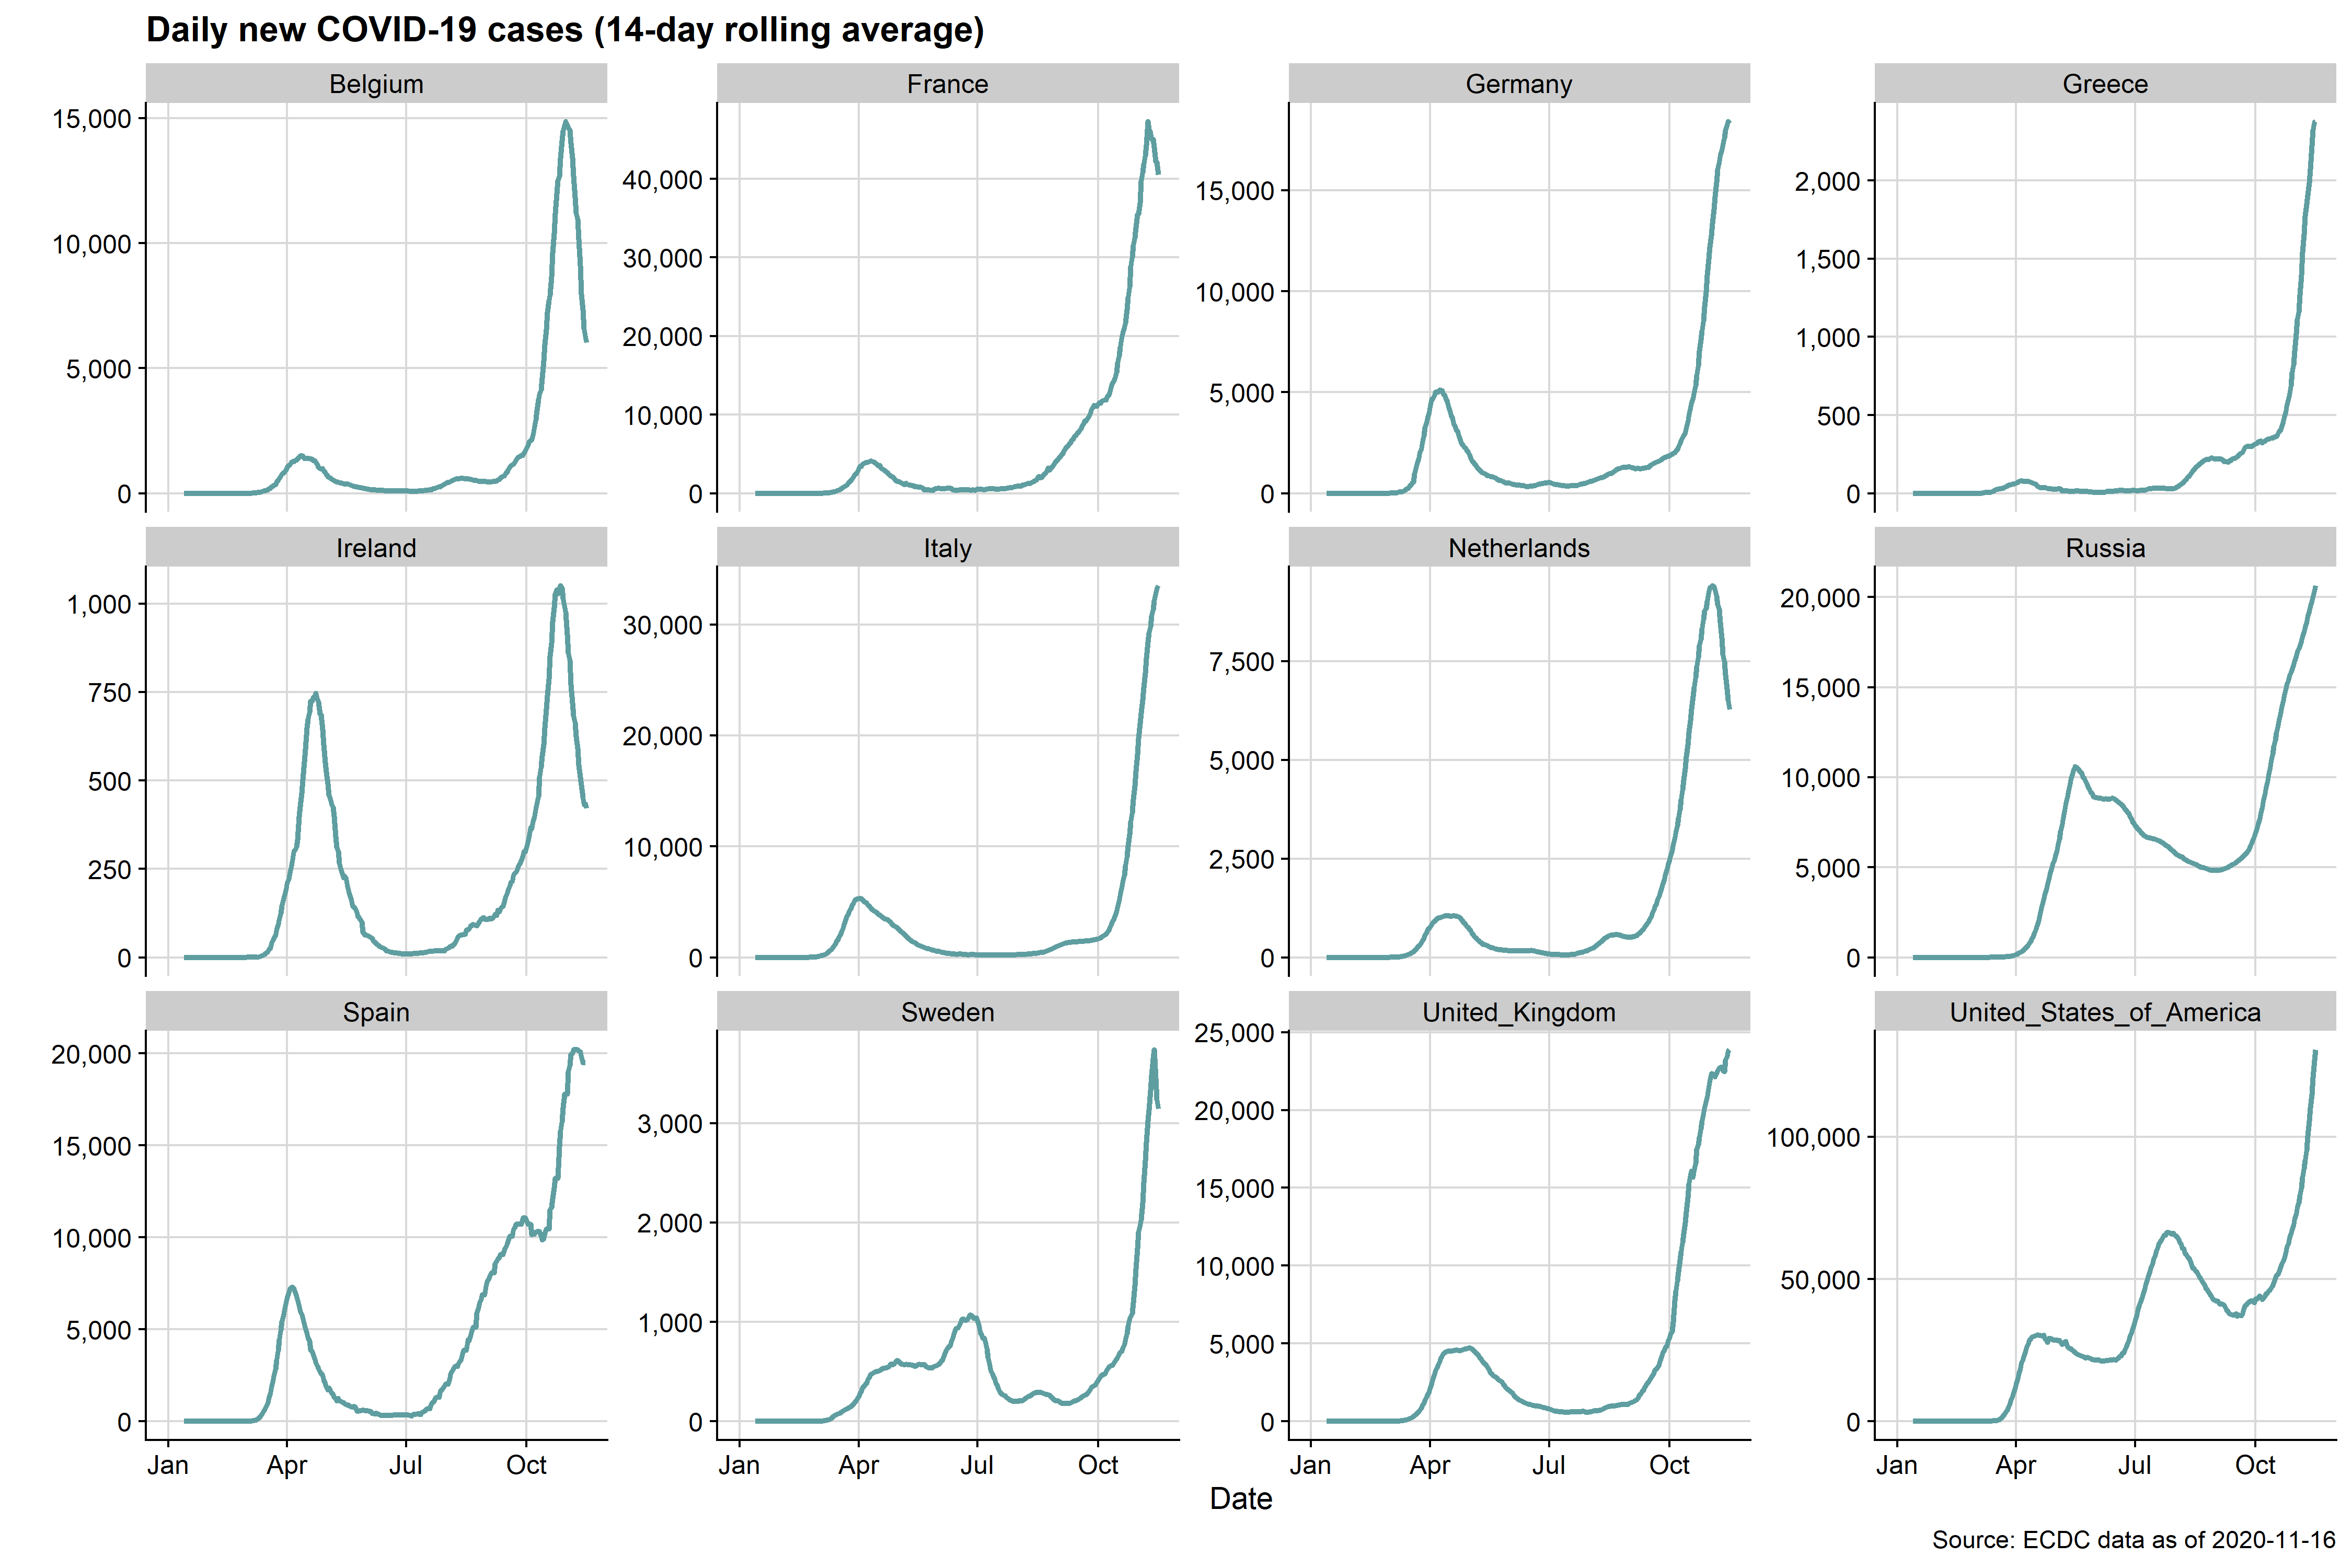 Daily new COVID-19 cases (14-day rolling average)
Belgium
France
Germany
Greece
15,000
10,000
5,000
0
40,000
30,000
20,000
10,000
0
15,000
10,000
5,000
0
2,000
1,500
1,000
500
0
Ireland
Italy
Netherlands
Russia
1,000
750
500
250
0
30,000
20,000
10,000
0
7,500
5,000
2,500
0
20,000
15,000
10,000
5,000
0
Spain
Sweden
United_Kingdom
United_States_of_America
20,000
15,000
10,000
5,000
0
3,000
2,000
1,000
0
25,000
20,000
15,000
10,000
5,000
0
100,000
50,000
0
Jan Apr Jul Oct
Jan Apr Jul Oct
Jan Apr Jul Oct
Jan Apr Jul Oct
Date
Source: ECDC data as of 2020-11-16